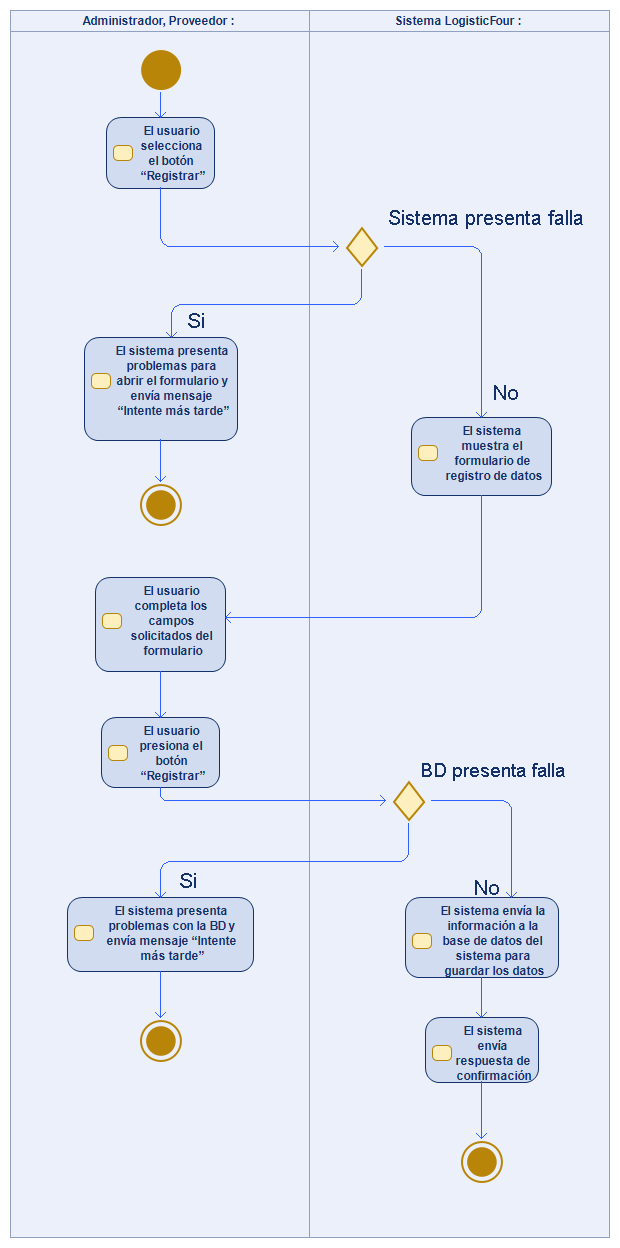 Administrador, Proveedor :
Sistema LogisticFour :
El usuario
selecciona
el botón
“Registrar”
Sistema presenta falla
Si
El sistema presenta
problemas para
abrir el formulario y
envía mensaje
“Intente más tarde”
No
El sistema
muestra el
formulario de
registro de datos
El usuario
completa los
campos
solicitados del
formulario
El usuario
presiona el
botón
“Registrar”
BD presenta falla
Si
No
El sistema presenta
problemas con la BD y
envía mensaje “Intente
más tarde”
El sistema envía la
información a la
base de datos del
sistema para
guardar los datos
El sistema
envía
respuesta de
confirmación